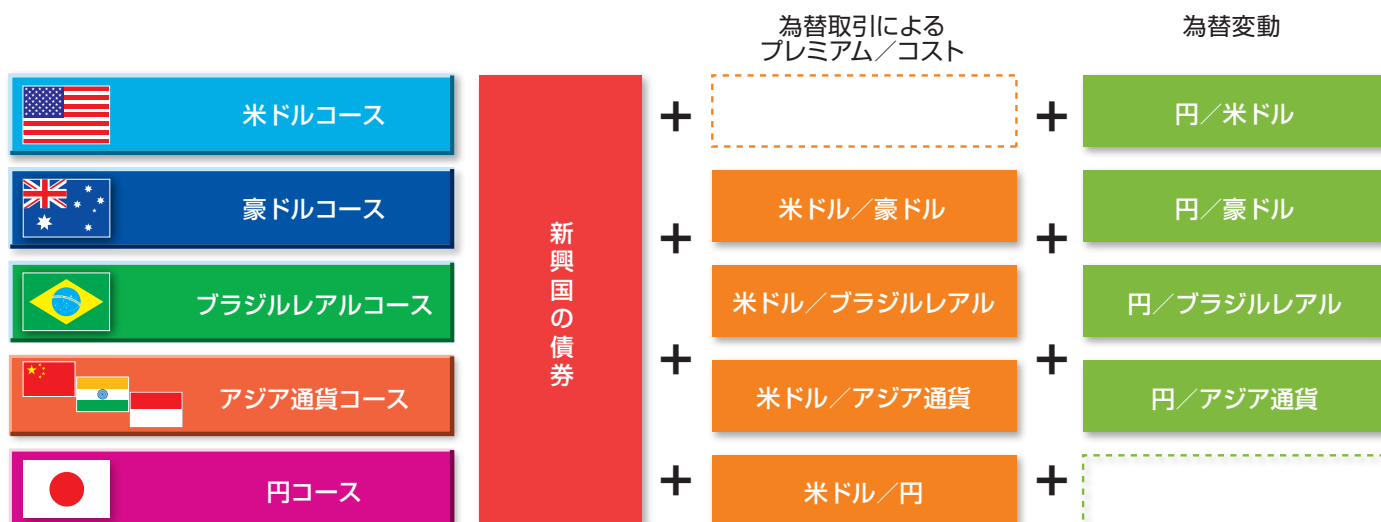 為替取引による
プレミアム／コスト
為替変動
米ドルコース
豪ドルコース
ブラジルレアルコース
アジア通貨コース
円コース
新興国の債券
+
+
円／米ドル
+
米ドル／豪ドル
+
円／豪ドル
米ドル／ブラジルレアル
円／ブラジルレアル
+
米ドル／アジア通貨
+
円／アジア通貨
+
米ドル／円
+